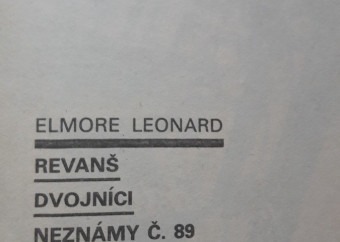 ELMORE LEONARD
REVANŠ
DVOJNÍCI
NEZNÁMY Č. 89